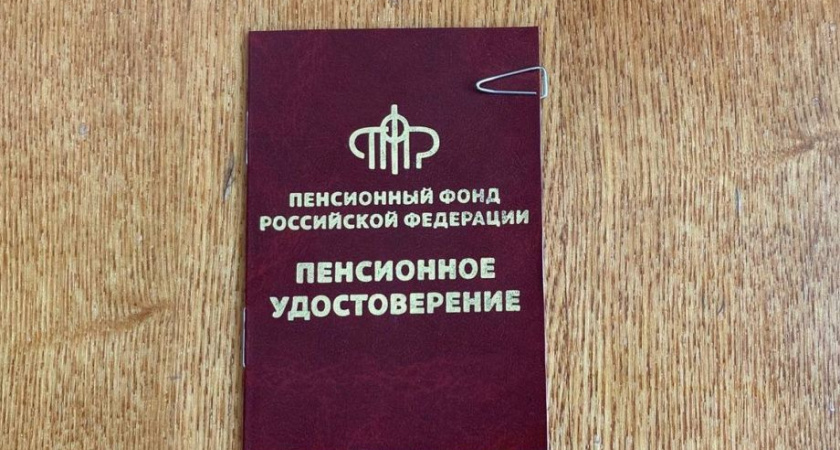 ПЕНСИОННЫЙ ФОНД
РОССИЙСКОЙ ФЕДЕРАЦИИ
ПЕНСИОННОЕ
УДОСТОВЕРЕНИЕ